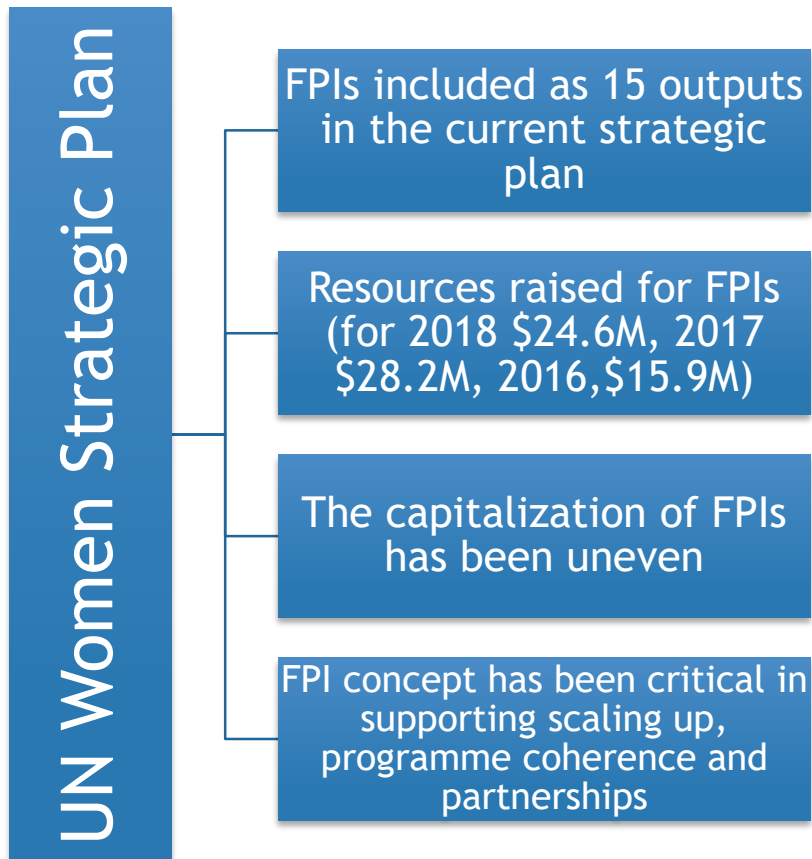 UN Women Strategic Plan
FPIs included as 15 outputs
in the current strategic
plan
Resources raised for FPIs
(for 2018 $24.6M, 2017
$28.2M, 2016,$15.9M)
The capitalization of FPIs
has been uneven
FPI concept has been critical in
supporting scaling up,
programme coherence and
partnerships